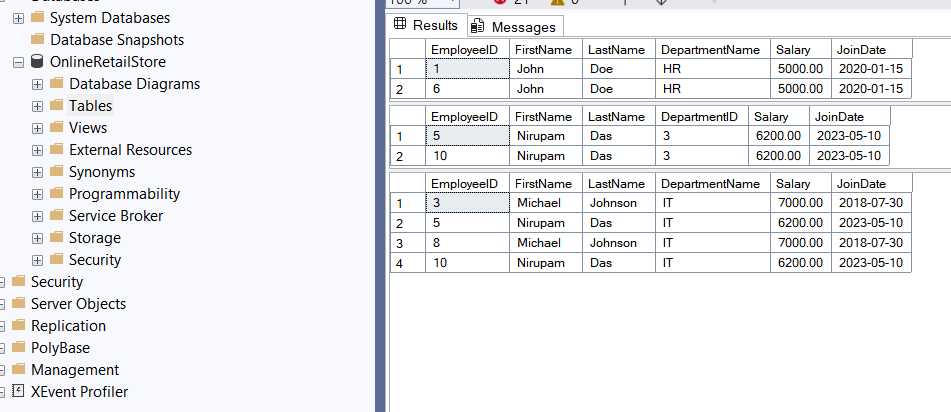 Databases
System Databases
Database Snapshots
OnlineRetailStore
Database Diagrams
Tables
Views
External Resources
Synonyms
Programmability
Service Broker
Storage
Security
Security
Server Objects
Replication
PolyBase
Management
XEvent Profiler
100 % 21 0
Results Messages
EmployeeID FirstName LastName DepartmentName Salary JoinDate
1 1 John Doe HR 5000.00 2020-01-15
2 6 John Doe HR 5000.00 2020-01-15
EmployeeID FirstName LastName DepartmentID Salary JoinDate
1 5 Nirupam Das 3 6200.00 2023-05-10
2 10 Nirupam Das 3 6200.00 2023-05-10
EmployeeID FirstName LastName DepartmentName Salary JoinDate
1 3 Michael Johnson IT 7000.00 2018-07-30
2 5 Nirupam Das IT 6200.00 2023-05-10
3 8 Michael Johnson IT 7000.00 2018-07-30
4 10 Nirupam Das IT 6200.00 2023-05-10